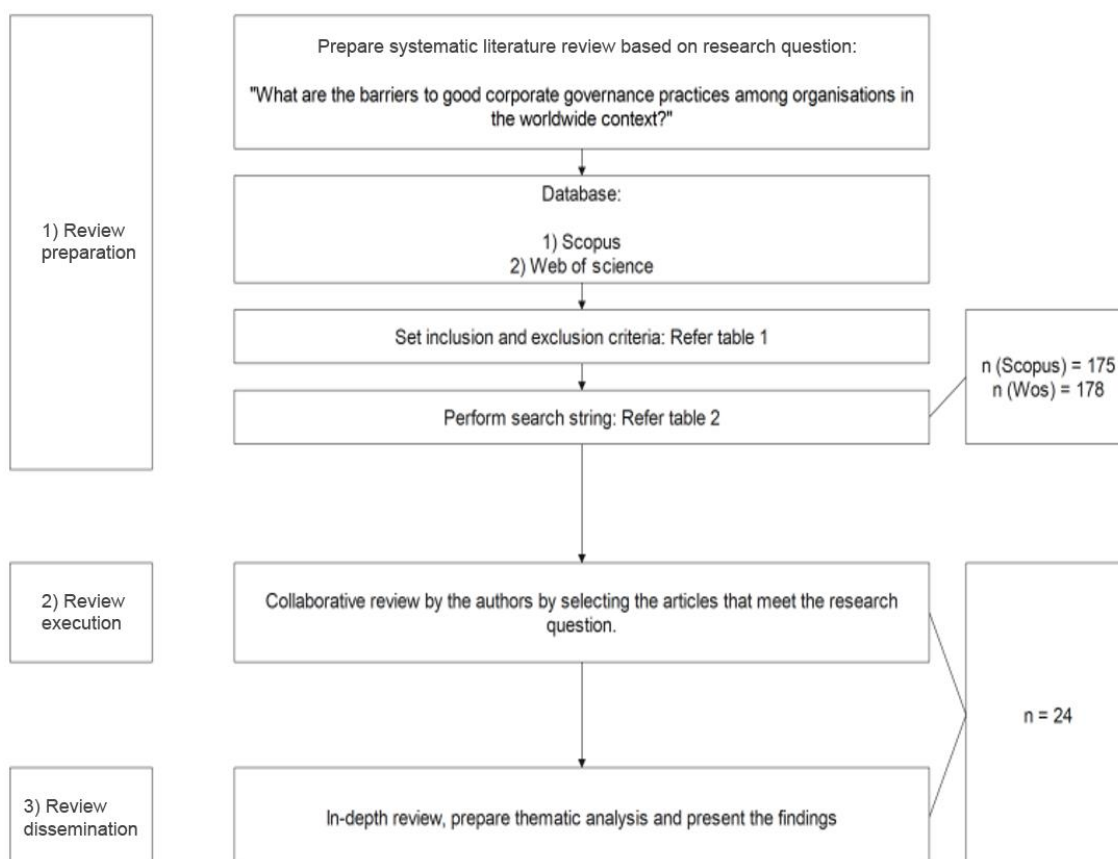 Prepare systematic literature review based on research question:
"What are the barriers to good corporate governance practices among organisations in
the worldwide context?"
1) Review
preparation
Database:
1) Scopus
2) Web of science
Set inclusion and exclusion criteria: Refer table 1
Perform search string: Refer table 2
n (Scopus) = 175
n (Wos) = 178
2) Review
execution
Collaborative review by the authors by selecting the articles that meet the research
question.
n = 24
3) Review
dissemination
In-depth review, prepare thematic analysis and present the findings